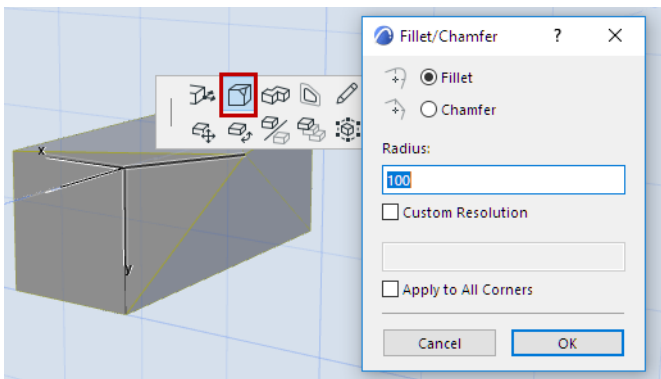 Fillet/Chamfer ? ×
Fillet
Chamfer
Radius:
100
Custom Resolution
Apply to All Corners
Cancel OK
x
y